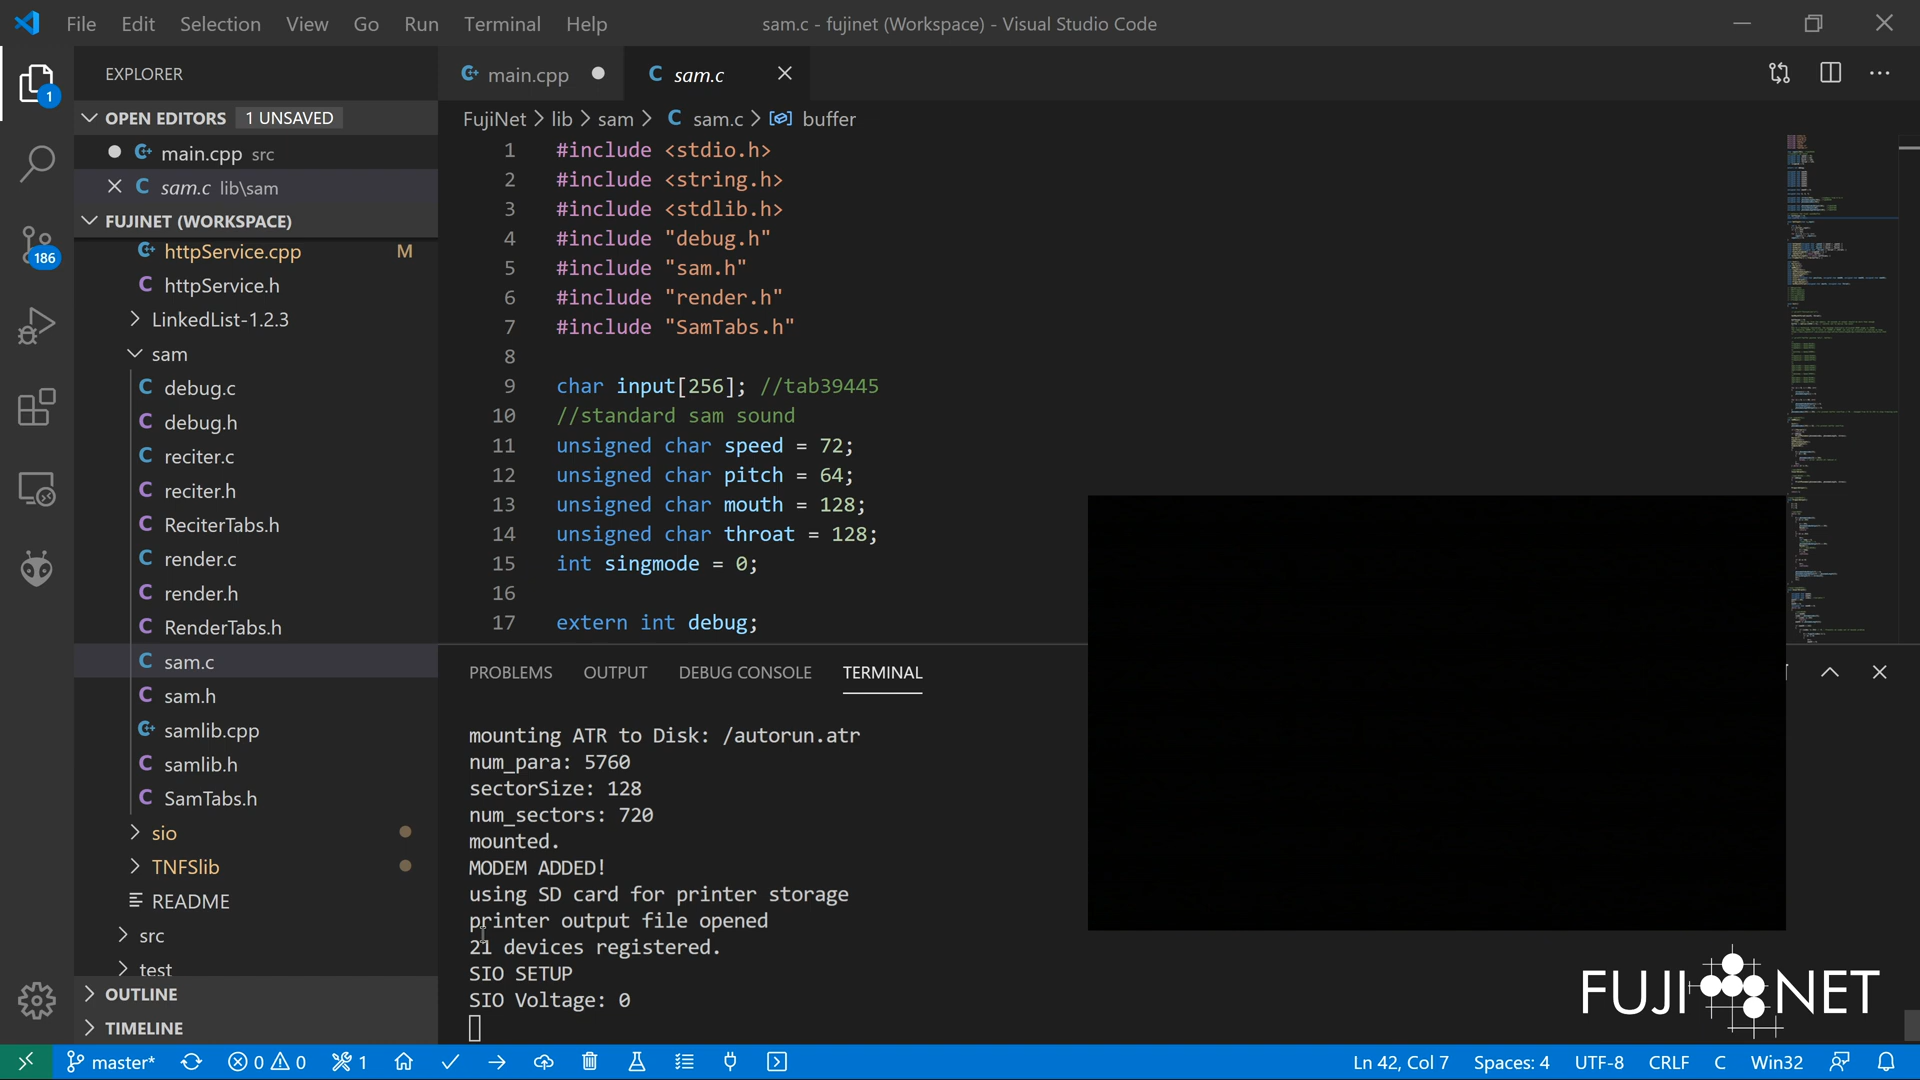 File Edit Selection View Go Run Terminal Help
sam.c - fujinet (Workspace) - Visual Studio Code
EXPLORER
OPEN EDITORS 1 UNSAVED
main.cpp src
sam.c lib\sam
FUJINET (WORKSPACE)
httpService.cpp M
httpService.h
LinkedList-1.2.3
sam
debug.c
debug.h
reciter.c
reciter.h
ReciterTabs.h
render.c
render.h
RenderTabs.h
sam.c
sam.h
samlib.cpp
samlib.h
SamTabs.h
sio
TNFSlib
README
src
test
OUTLINE
TIMELINE
1
186
main.cpp
sam.c
FujiNet > lib > sam > C sam.c > buffer
1 #include <stdio.h>
2 #include <string.h>
3 #include <stdlib.h>
4 #include "debug.h"
5 #include "sam.h"
6 #include "render.h"
7 #include "SamTabs.h"
8
9 char input[256]; //tab39445
10 //standard sam sound
11 unsigned char speed = 72;
12 unsigned char pitch = 64;
13 unsigned char mouth = 128;
14 unsigned char throat = 128;
15 int singmode = 0;
16
17 extern int debug;
PROBLEMS OUTPUT DEBUG CONSOLE TERMINAL
mounting ATR to Disk: /autorun.atr
num_para: 5760
sectorSize: 128
num_sectors: 720
mounted.
MODEM ADDED!
using SD card for printer storage
printer output file opened
21 devices registered.
SIO SETUP
SIO Voltage: 0
FUJI NET
master* 0 0 1
Ln 42, Col 7 Spaces: 4 UTF-8 CRLF C Win32